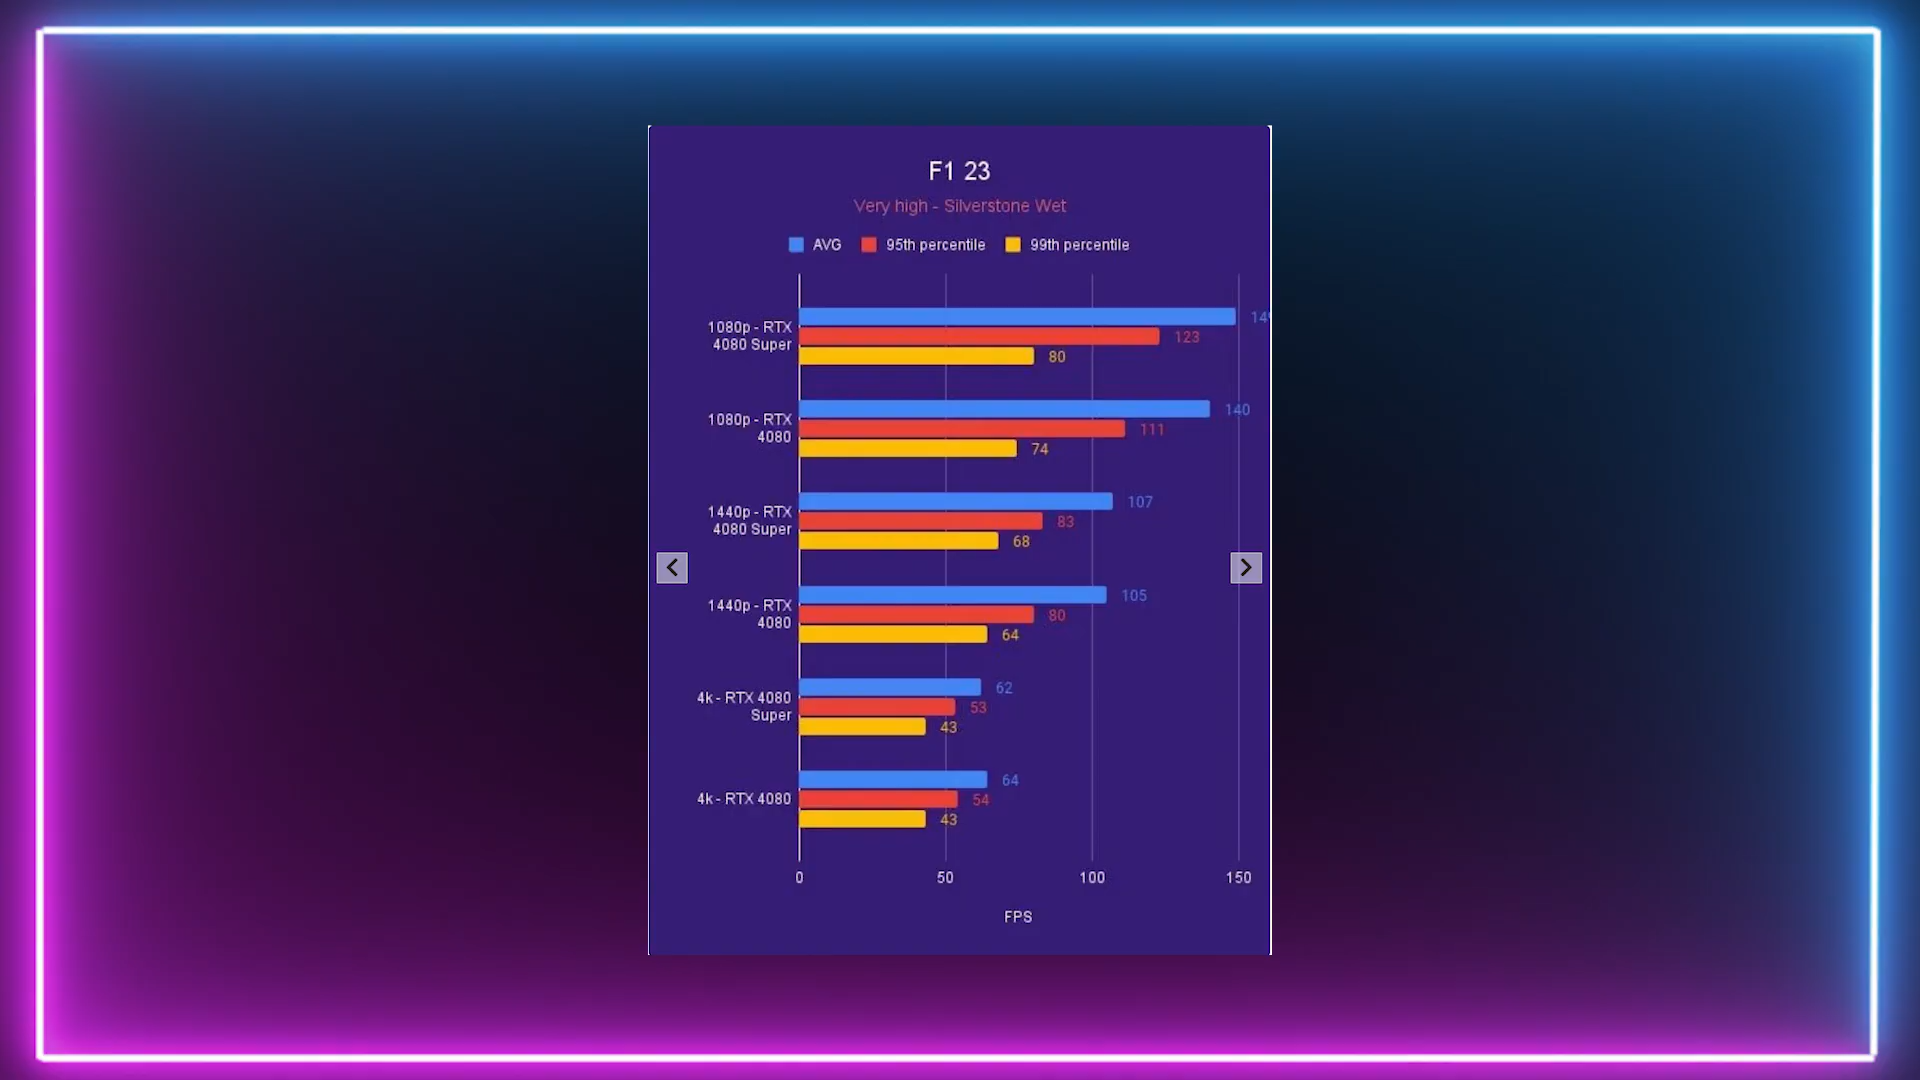 F1 23
Very high - Silverstone Wet
AVG 95th percentile 99th percentile
1080p - RTX
4080 Super
149
123
80
1080p - RTX
4080
140
111
74
1440p - RTX
4080 Super
107
83
68
1440p - RTX
4080
105
80
64
4k - RTX 4080
Super
62
53
43
4k - RTX 4080
64
54
43
0 50 100 150
FPS